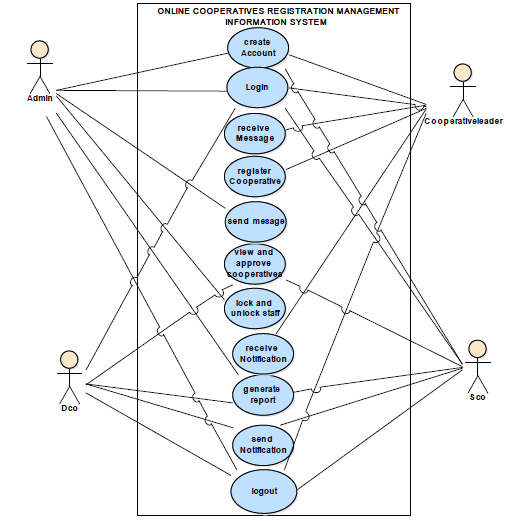 ONLINE COOPERATIVES REGISTRATION MANAGEMENT
INFORMATION SYSTEM
create
Account
Admin
Login
Cooperativeleader
receive
Message
register
Cooperative
send mesage
view and
approve
cooperatives
lock and
unlock staff
receive
Notification
generate
report
Dco
Sco
send
Notification
logout